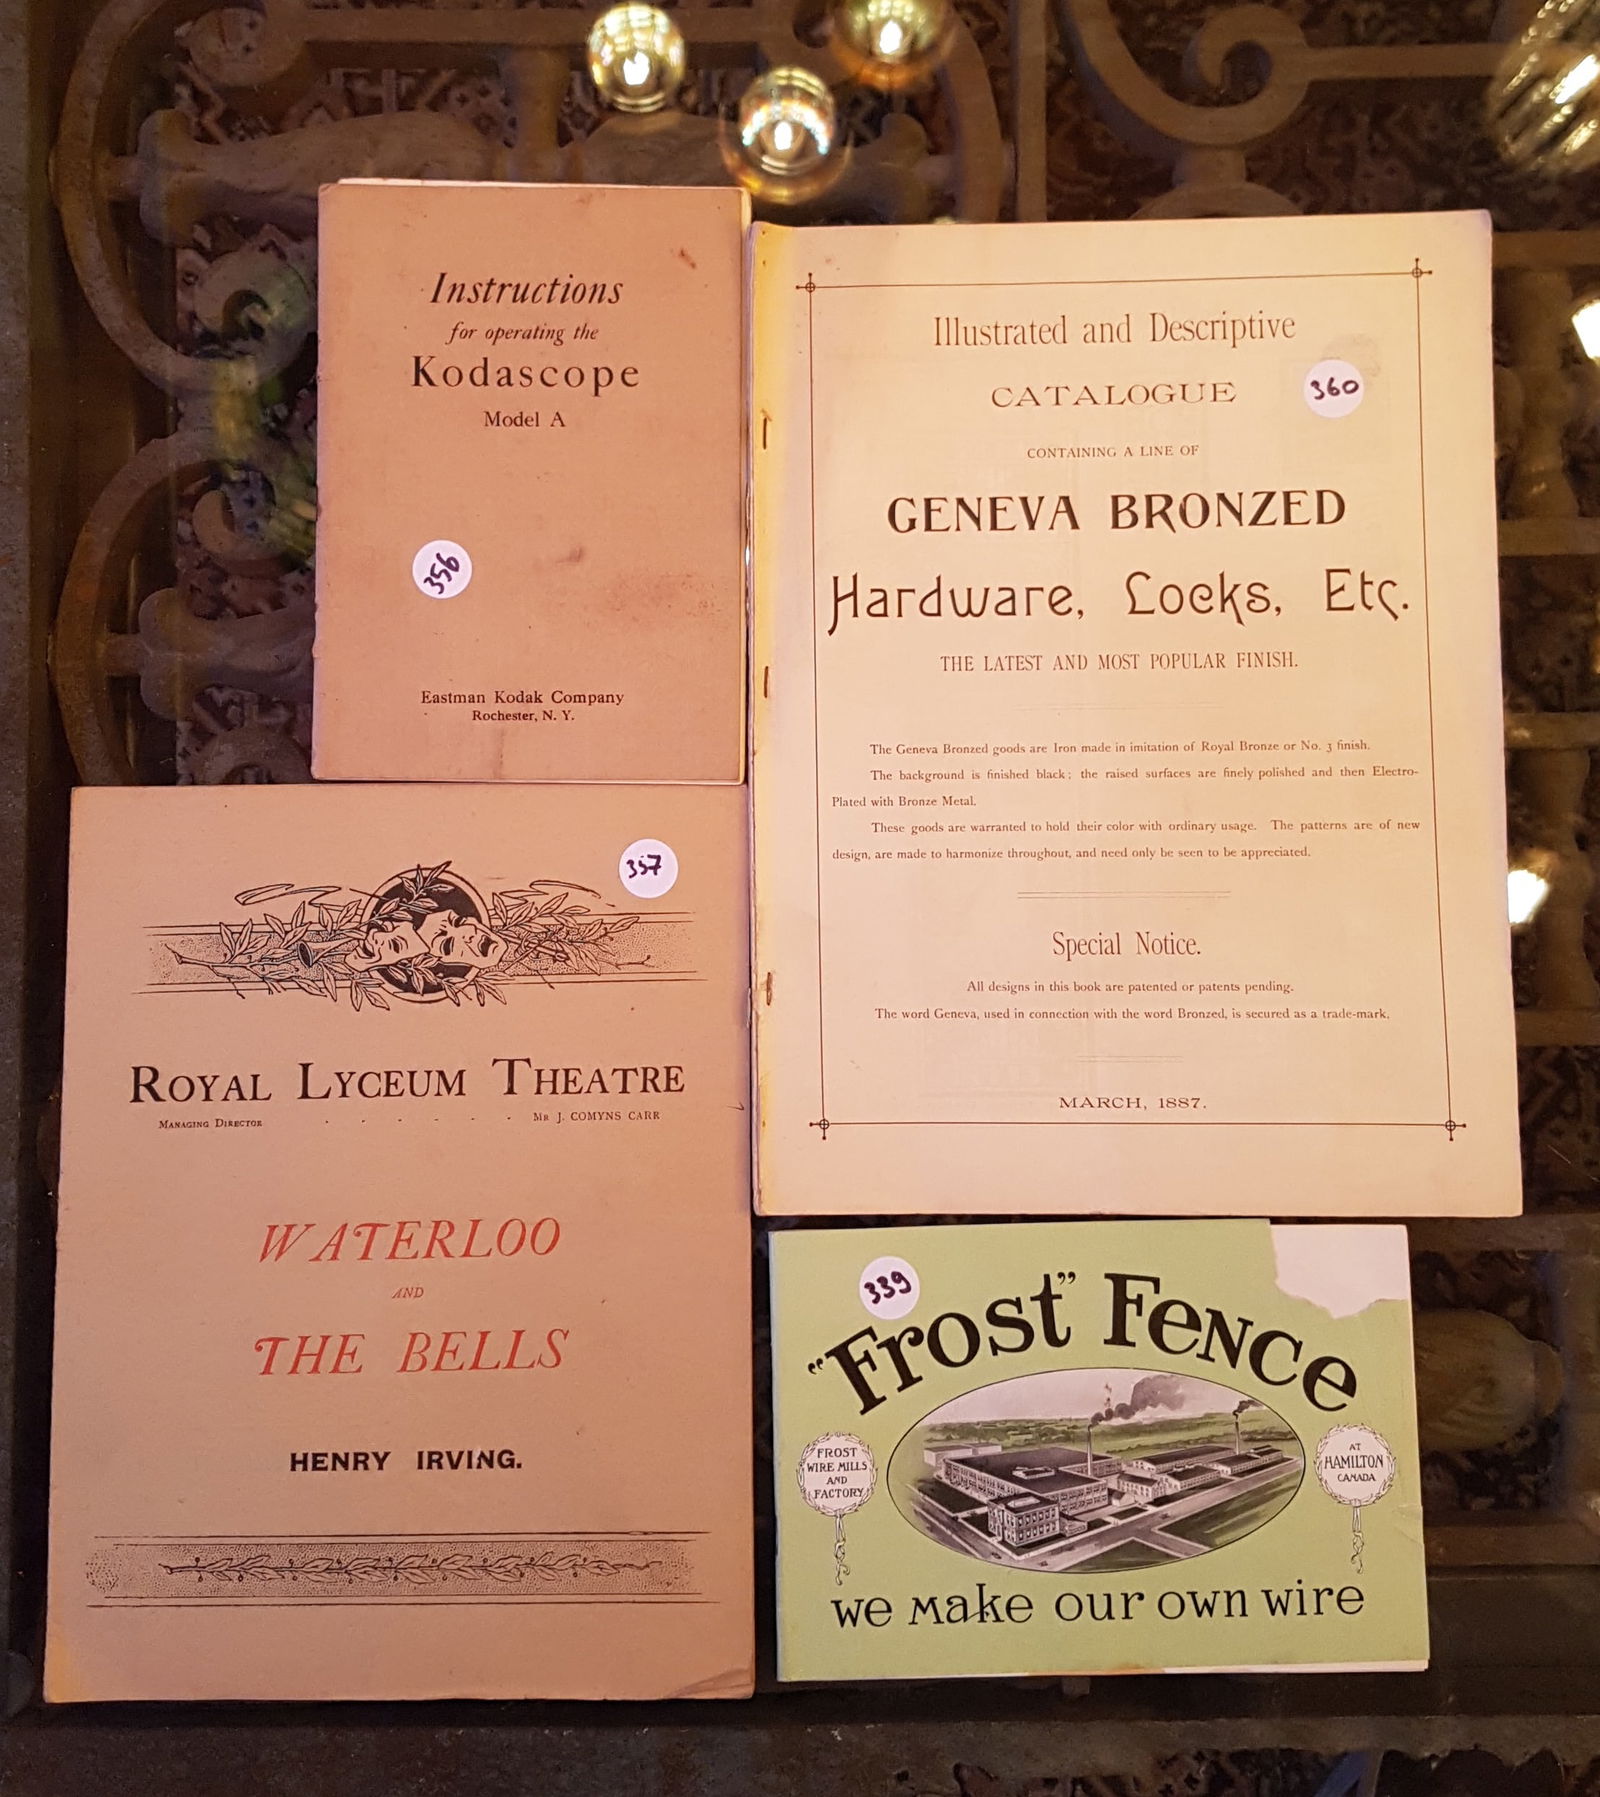 Instructions
for operating the
Kodascope
Model A
356
Eastman Kodak Company
Rochester, N. Y.
Illustrated and Descriptive
CATALOGUE
360
CONTAINING A LINE OF
GENEVA BRONZED
Hardware, Locks, Etc.
THE LATEST AND MOST POPULAR FINISH.
The Geneva Bronzed goods are Iron made in imitation of Royal Bronze or No. 3 finish.
The background is finished black; the raised surfaces are finely polished and then Electro-
Plated with Bronze Metal.
These goods are warranted to hold their color with ordinary usage. The patterns are of new
design, are made to harmonize throughout, and need only be seen to be appreciated.
Special Notice.
All designs in this book are patented or patents pending.
The word Geneva, used in connection with the word Bronzed, is secured as a trade-mark.
MARCH, 1887.
357
ROYAL LYCEUM THEATRE
MANAGING DIRECTOR - - - - - - MR J. COMYNS CARR
WATERLOO
AND
THE BELLS
HENRY IRVING.
339
"Frost" Fence
FROST
WIRE MILLS
AND
FACTORY
AT
HAMILTON
CANADA
we make our own wire